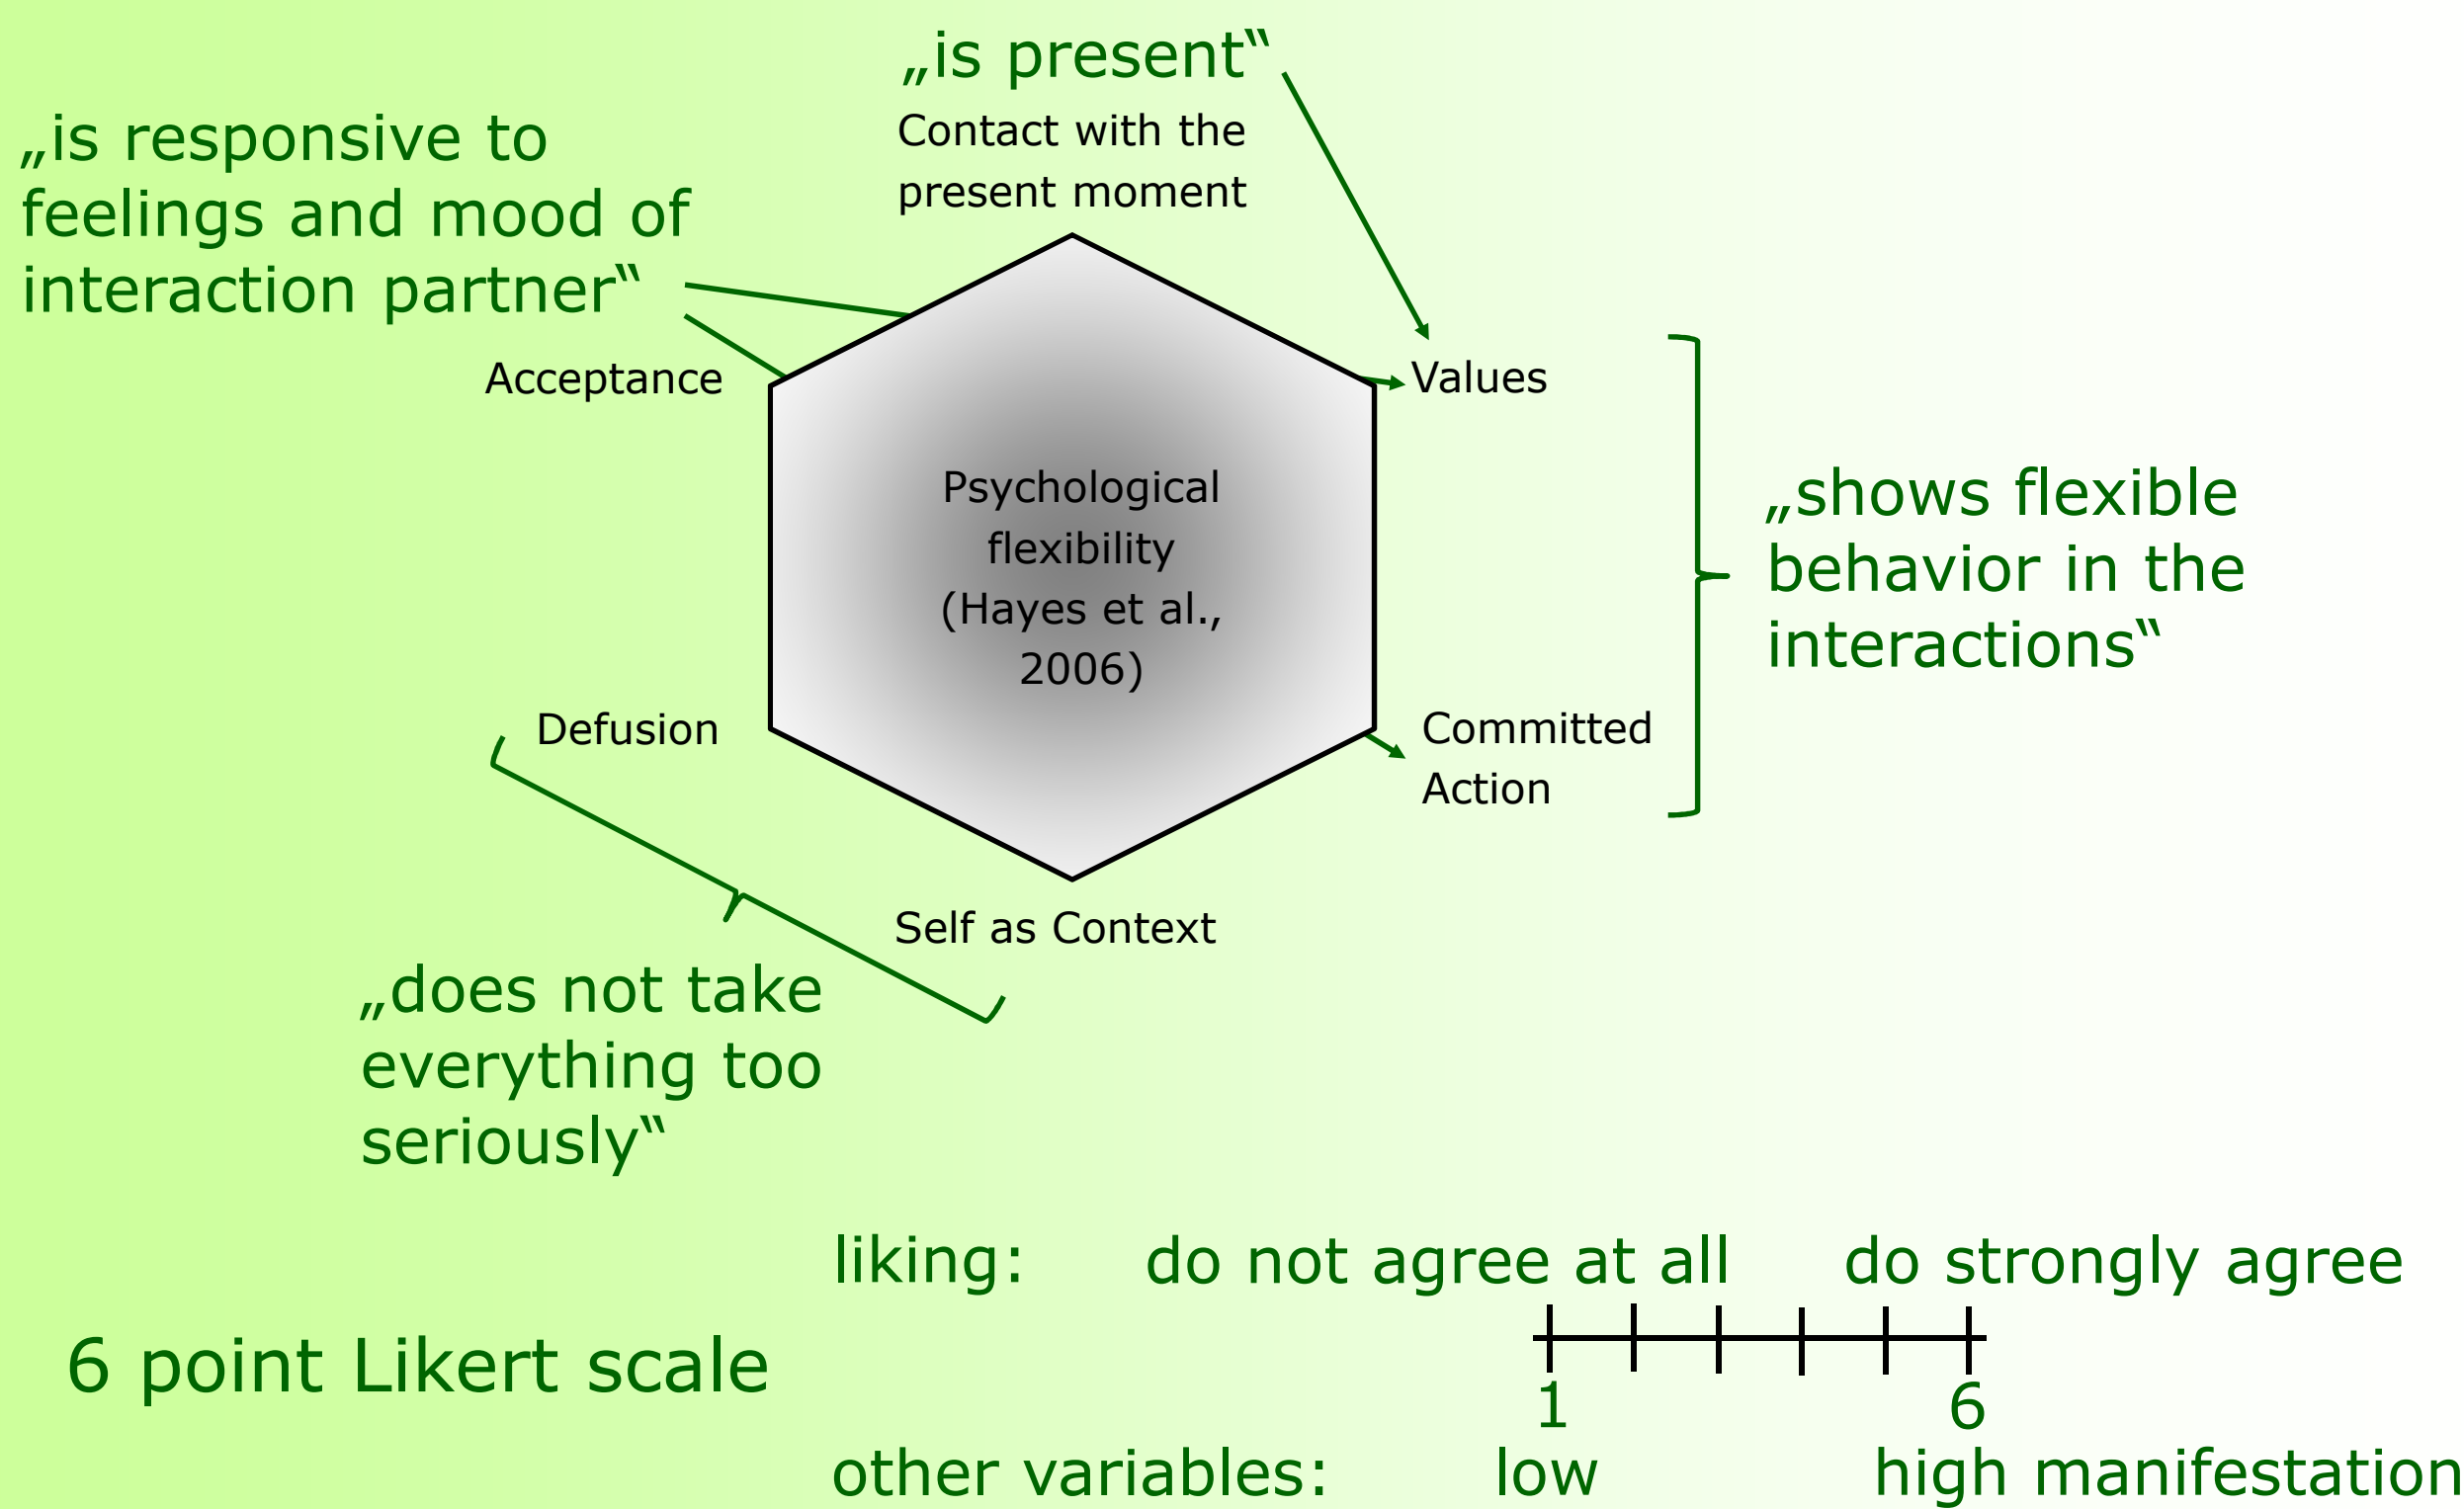 „is present“
Contact with the
present moment
„is responsive to
feelings and mood of
interaction partner“
Acceptance
Values
Psychological
flexibility
(Hayes et al.,
2006)
„shows flexible
behavior in the
interactions“
Defusion
Committed
Action
Self as Context
„does not take
everything too
seriously“
liking: do not agree at all do strongly agree
6 point Likert scale
1 6
other variables: low high manifestation